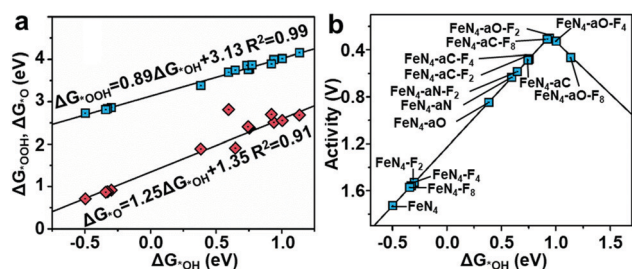 a
ΔG*OOH, ΔG*O (eV)
5
4
3
2
1
0
ΔG*OOH=0.89ΔG*OH+3.13 R²=0.99
ΔG*O=1.25ΔG*OH+1.35 R²=0.91
-0.5 0.0 0.5 1.0
ΔG*OH (eV)
b
Activity (V)
0.4
0.8
1.2
1.6
FeN4-aO-F2
FeN4-aC-F8
FeN4-aO
FeN4-aC-F4
FeN4-aC-F2
FeN4-aC
FeN4-aN-F2
FeN4-aO-F8
FeN4-aN
FeN4-aO
FeN4-F2
FeN4-F4
FeN4-F8
FeN4
-0.5 0.0 0.5 1.0
ΔG*OH (eV)